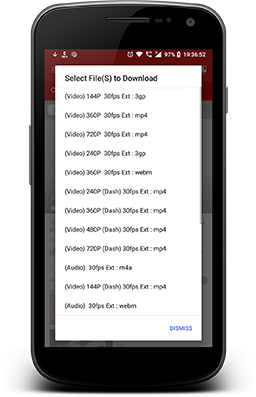 97% 19:36:52
Select File(S) to Download
(Video) 144P 30fps Ext : 3gp
(Video) 360P 30fps Ext : mp4
(Video) 720P 30fps Ext : mp4
(Video) 240P 30fps Ext : 3gp
(Video) 360P 30fps Ext : webm
(Video) 240P (Dash) 30fps Ext : mp4
(Video) 360P (Dash) 30fps Ext : mp4
(Video) 480P (Dash) 30fps Ext : mp4
(Video) 720P (Dash) 30fps Ext : mp4
(Audio) 30fps Ext : m4a
(Video) 144P (Dash) 30fps Ext : mp4
(Audio) 30fps Ext : webm
DISMISS